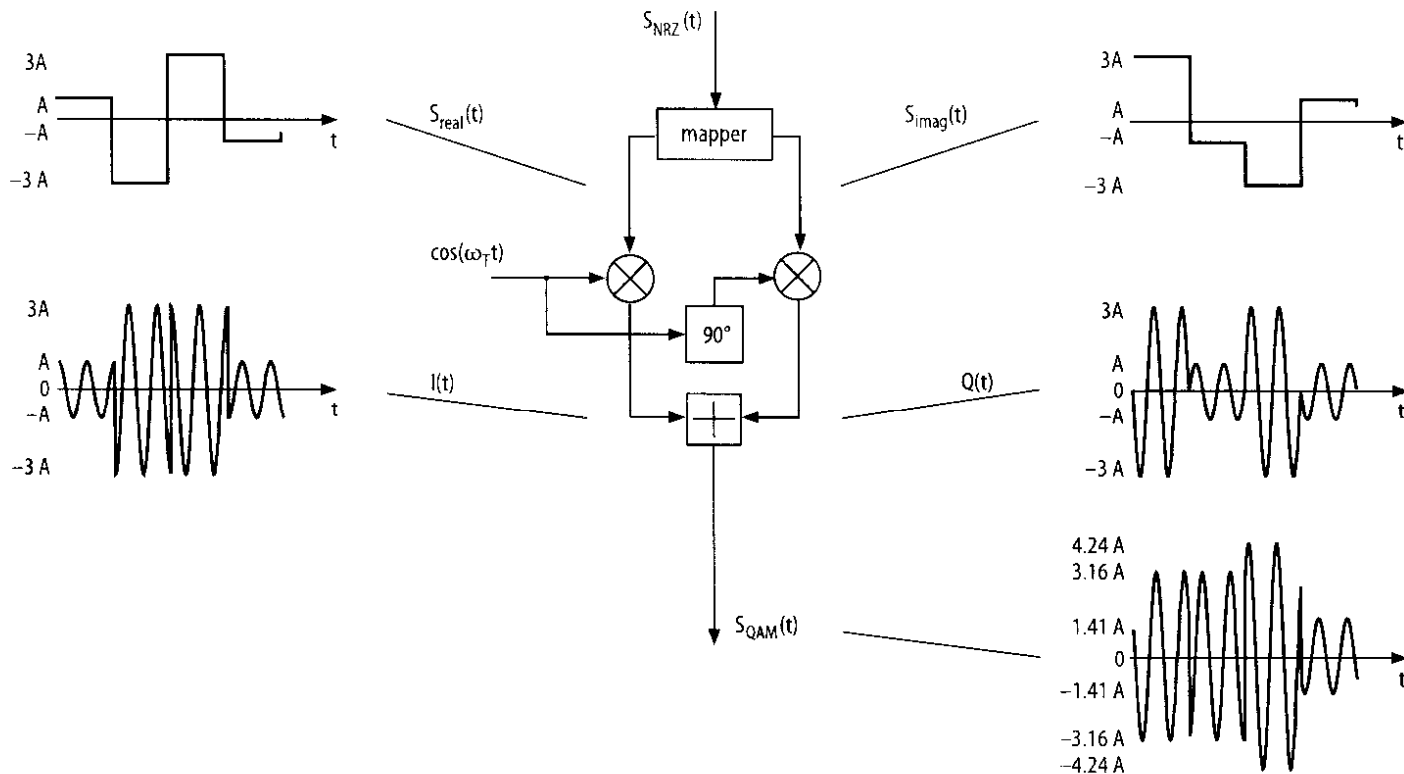 S_NRZ(t)
3A
A
−A
−3 A
t
S_real(t)
mapper
S_imag(t)
3A
A
−A
−3 A
t
cos(ω_T t)
90°
3A
A
0
−A
−3 A
t
I(t)
Q(t)
3A
A
0
−A
−3 A
t
S_QAM(t)
4.24 A
3.16 A
1.41 A
0
−1.41 A
−3.16 A
−4.24 A
t